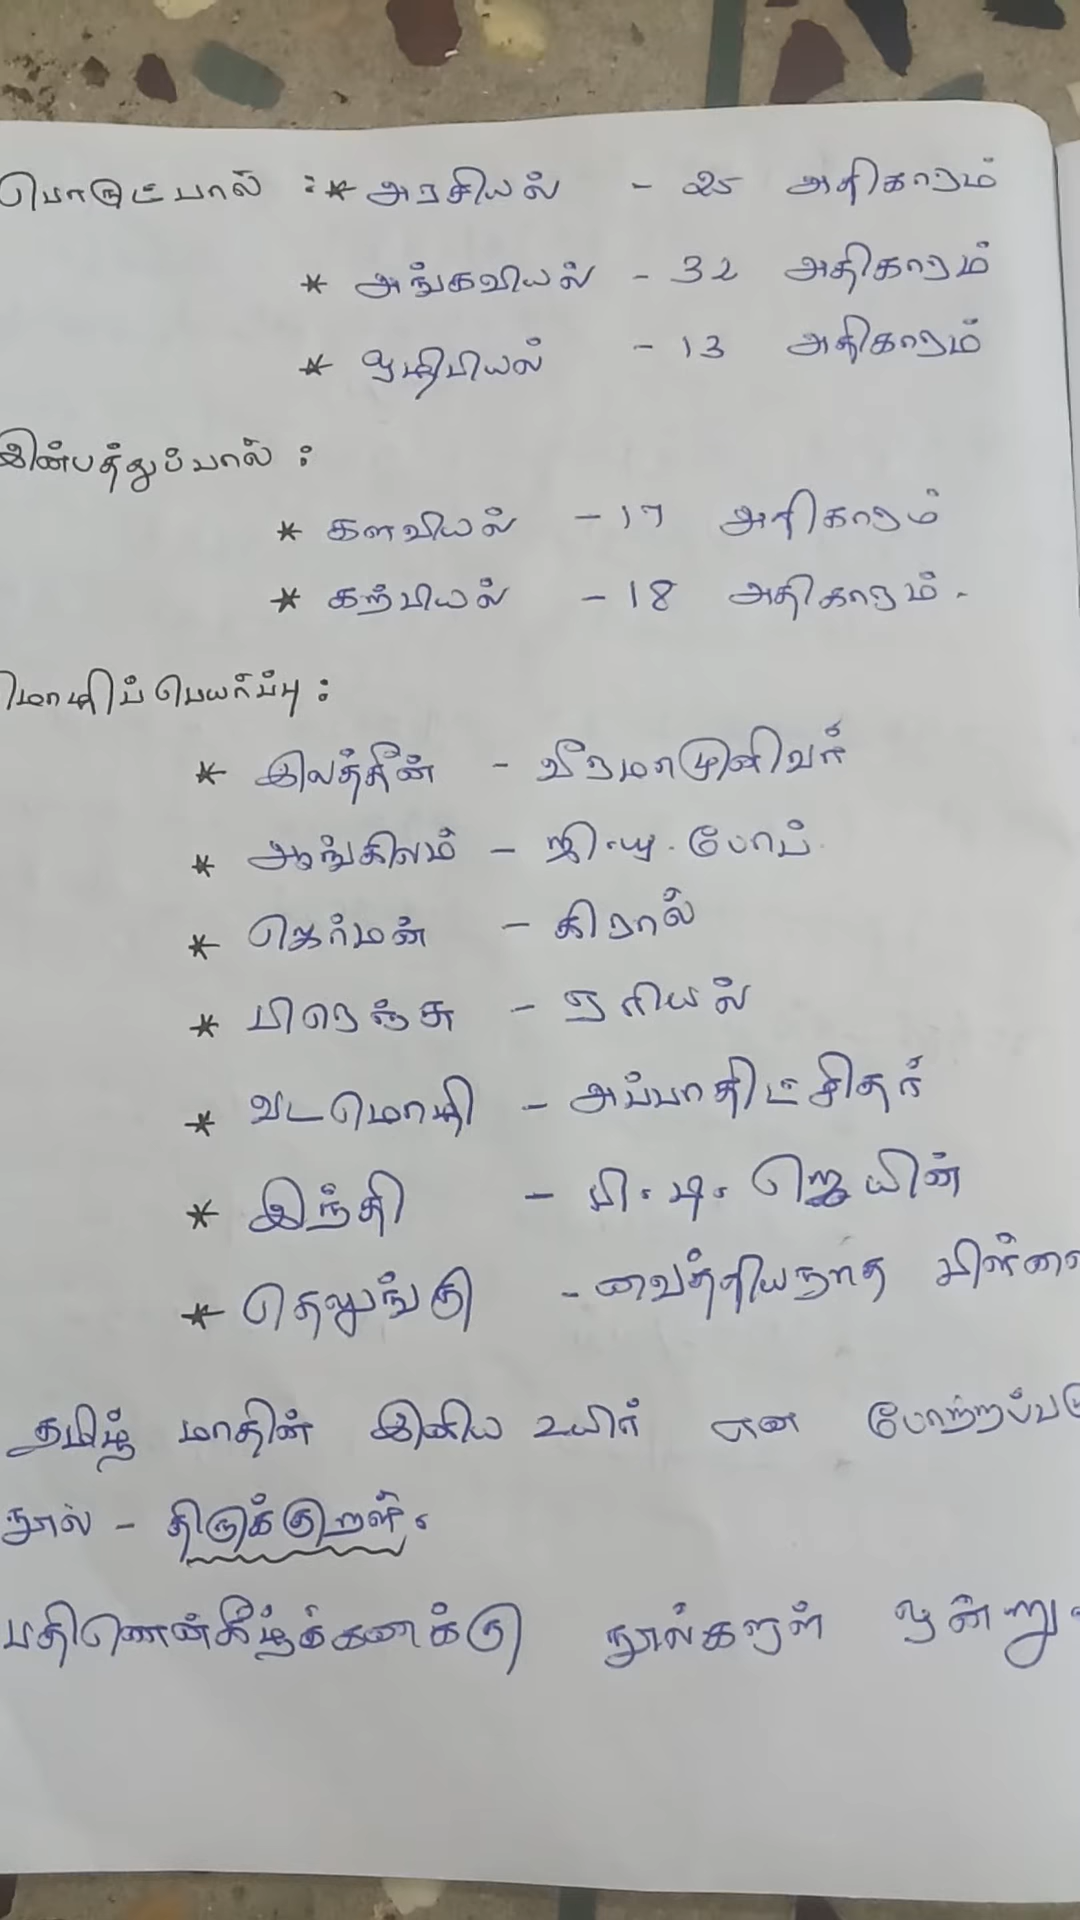 பொருட்பால் : * அரசியல் - 25 அதிகாரம்
* அங்கவியல் - 32 அதிகாரம்
* ஒழிபியல் - 13 அதிகாரம்
இன்பத்துப்பால் :
* களவியல் - 17 அதிகாரம்
* கற்பியல் - 18 அதிகாரம்.
மொழிப்பெயர்ப்பு :
* இலத்தீன் - வீரமாமுனிவர்
* ஆங்கிலம் - ஜி.யு. போப்
* ஜெர்மன் - கிரால்
* பிரெஞ்சு - ஏரியல்
* வடமொழி - அப்பாதிட்சிதர்
* இந்தி - பி. டி. ஜெயின்
* தெலுங்கு - வைத்தியநாத பிள்ளை
தமிழ் மாதின் இனிய உயிர் என போற்றப்படு
நூல் - திருக்குறள்.
பதிணென்கீழ்க்கணக்கு நூல்களுள் ஒன்று.